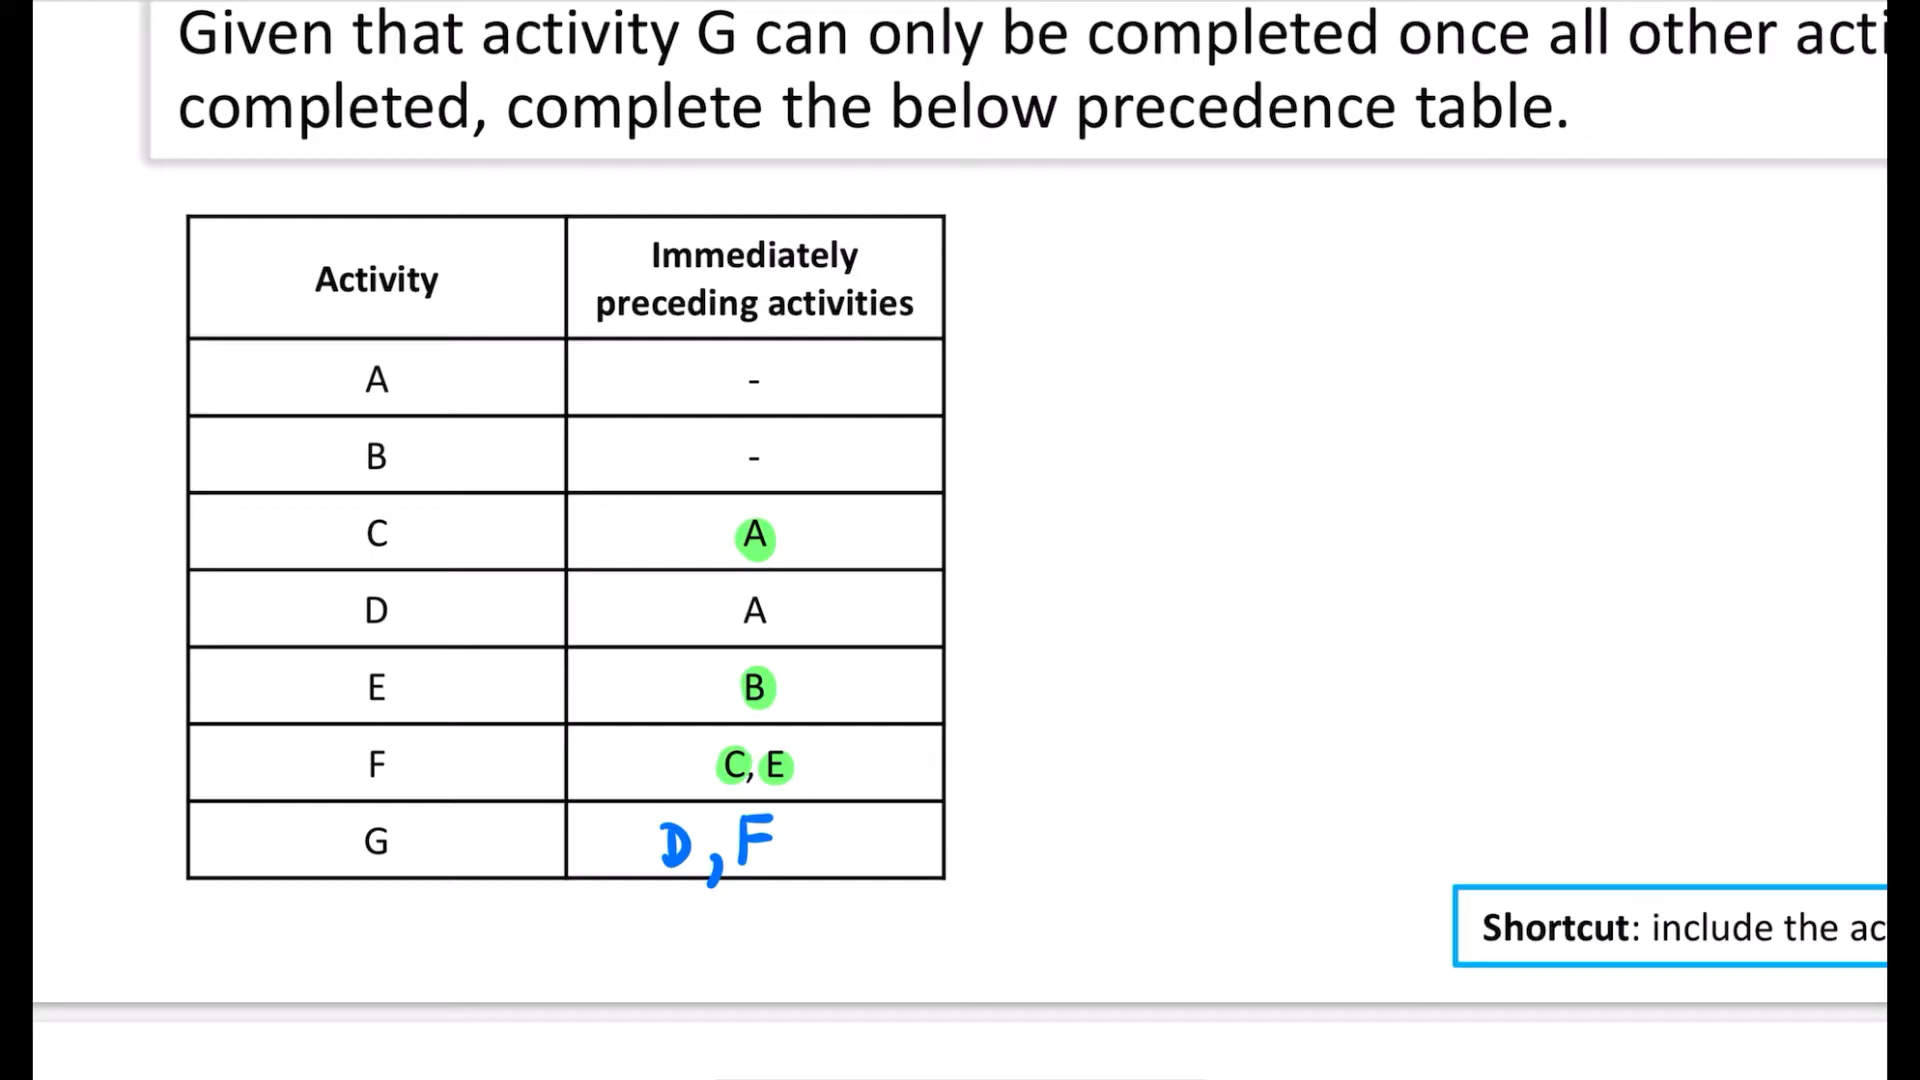 Given that activity G can only be completed once all other acti
completed, complete the below precedence table.
Activity
Immediately
preceding activities
A
-
B
-
C
A
D
A
E
B
F
C, E
G
D, F
Shortcut: include the ac